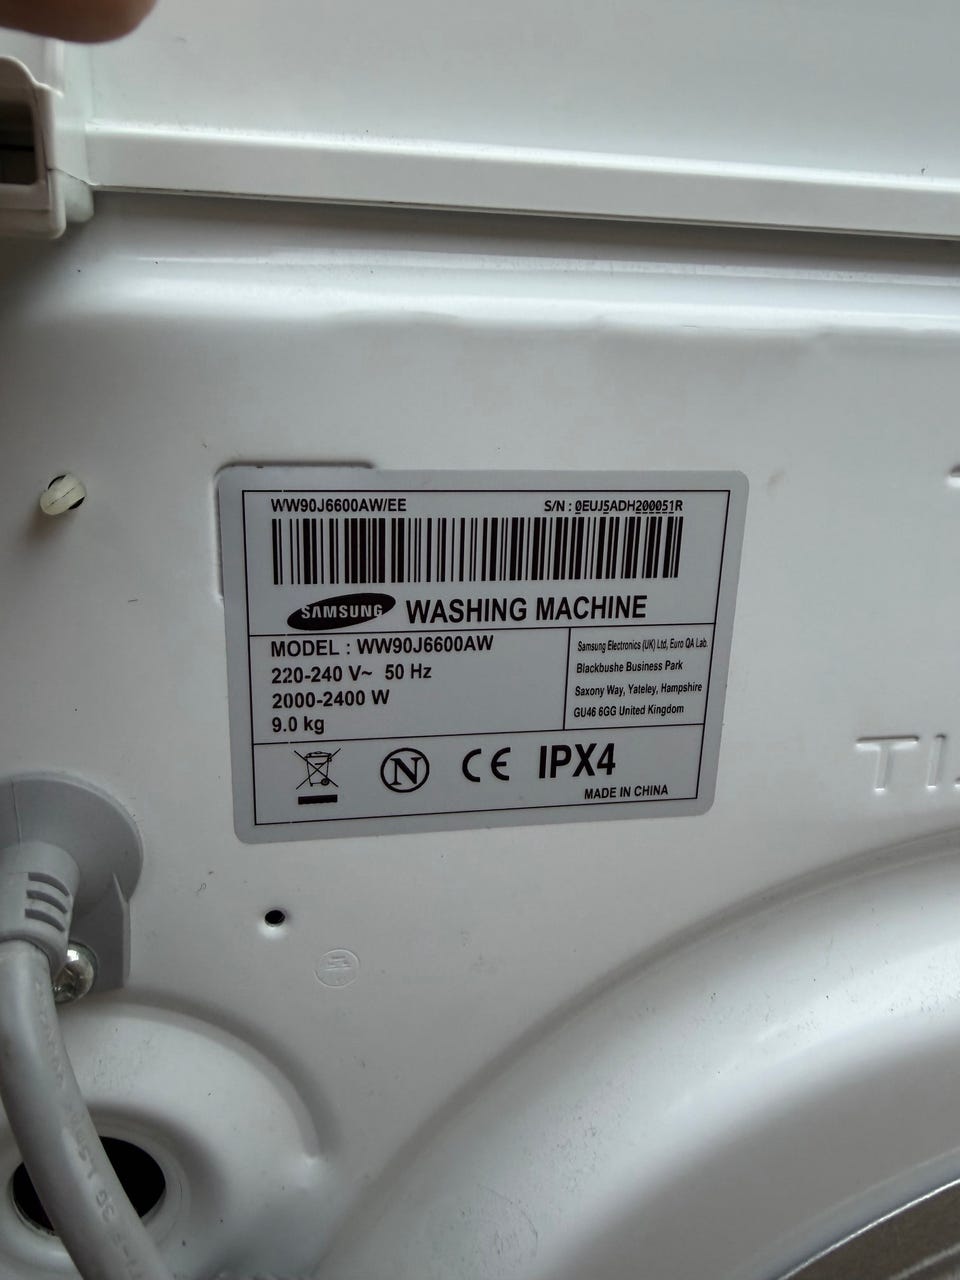 WW90J6600AW/EE S/N : 0EUJ5ADH200051R
SAMSUNG WASHING MACHINE
MODEL : WW90J6600AW
220-240 V~ 50 Hz
2000-2400 W
9.0 kg
Samsung Electronics (UK) Ltd, Euro QA Lab.
Blackbushe Business Park
Saxony Way, Yateley, Hampshire
GU46 6GG United Kingdom
N CE IPX4
MADE IN CHINA